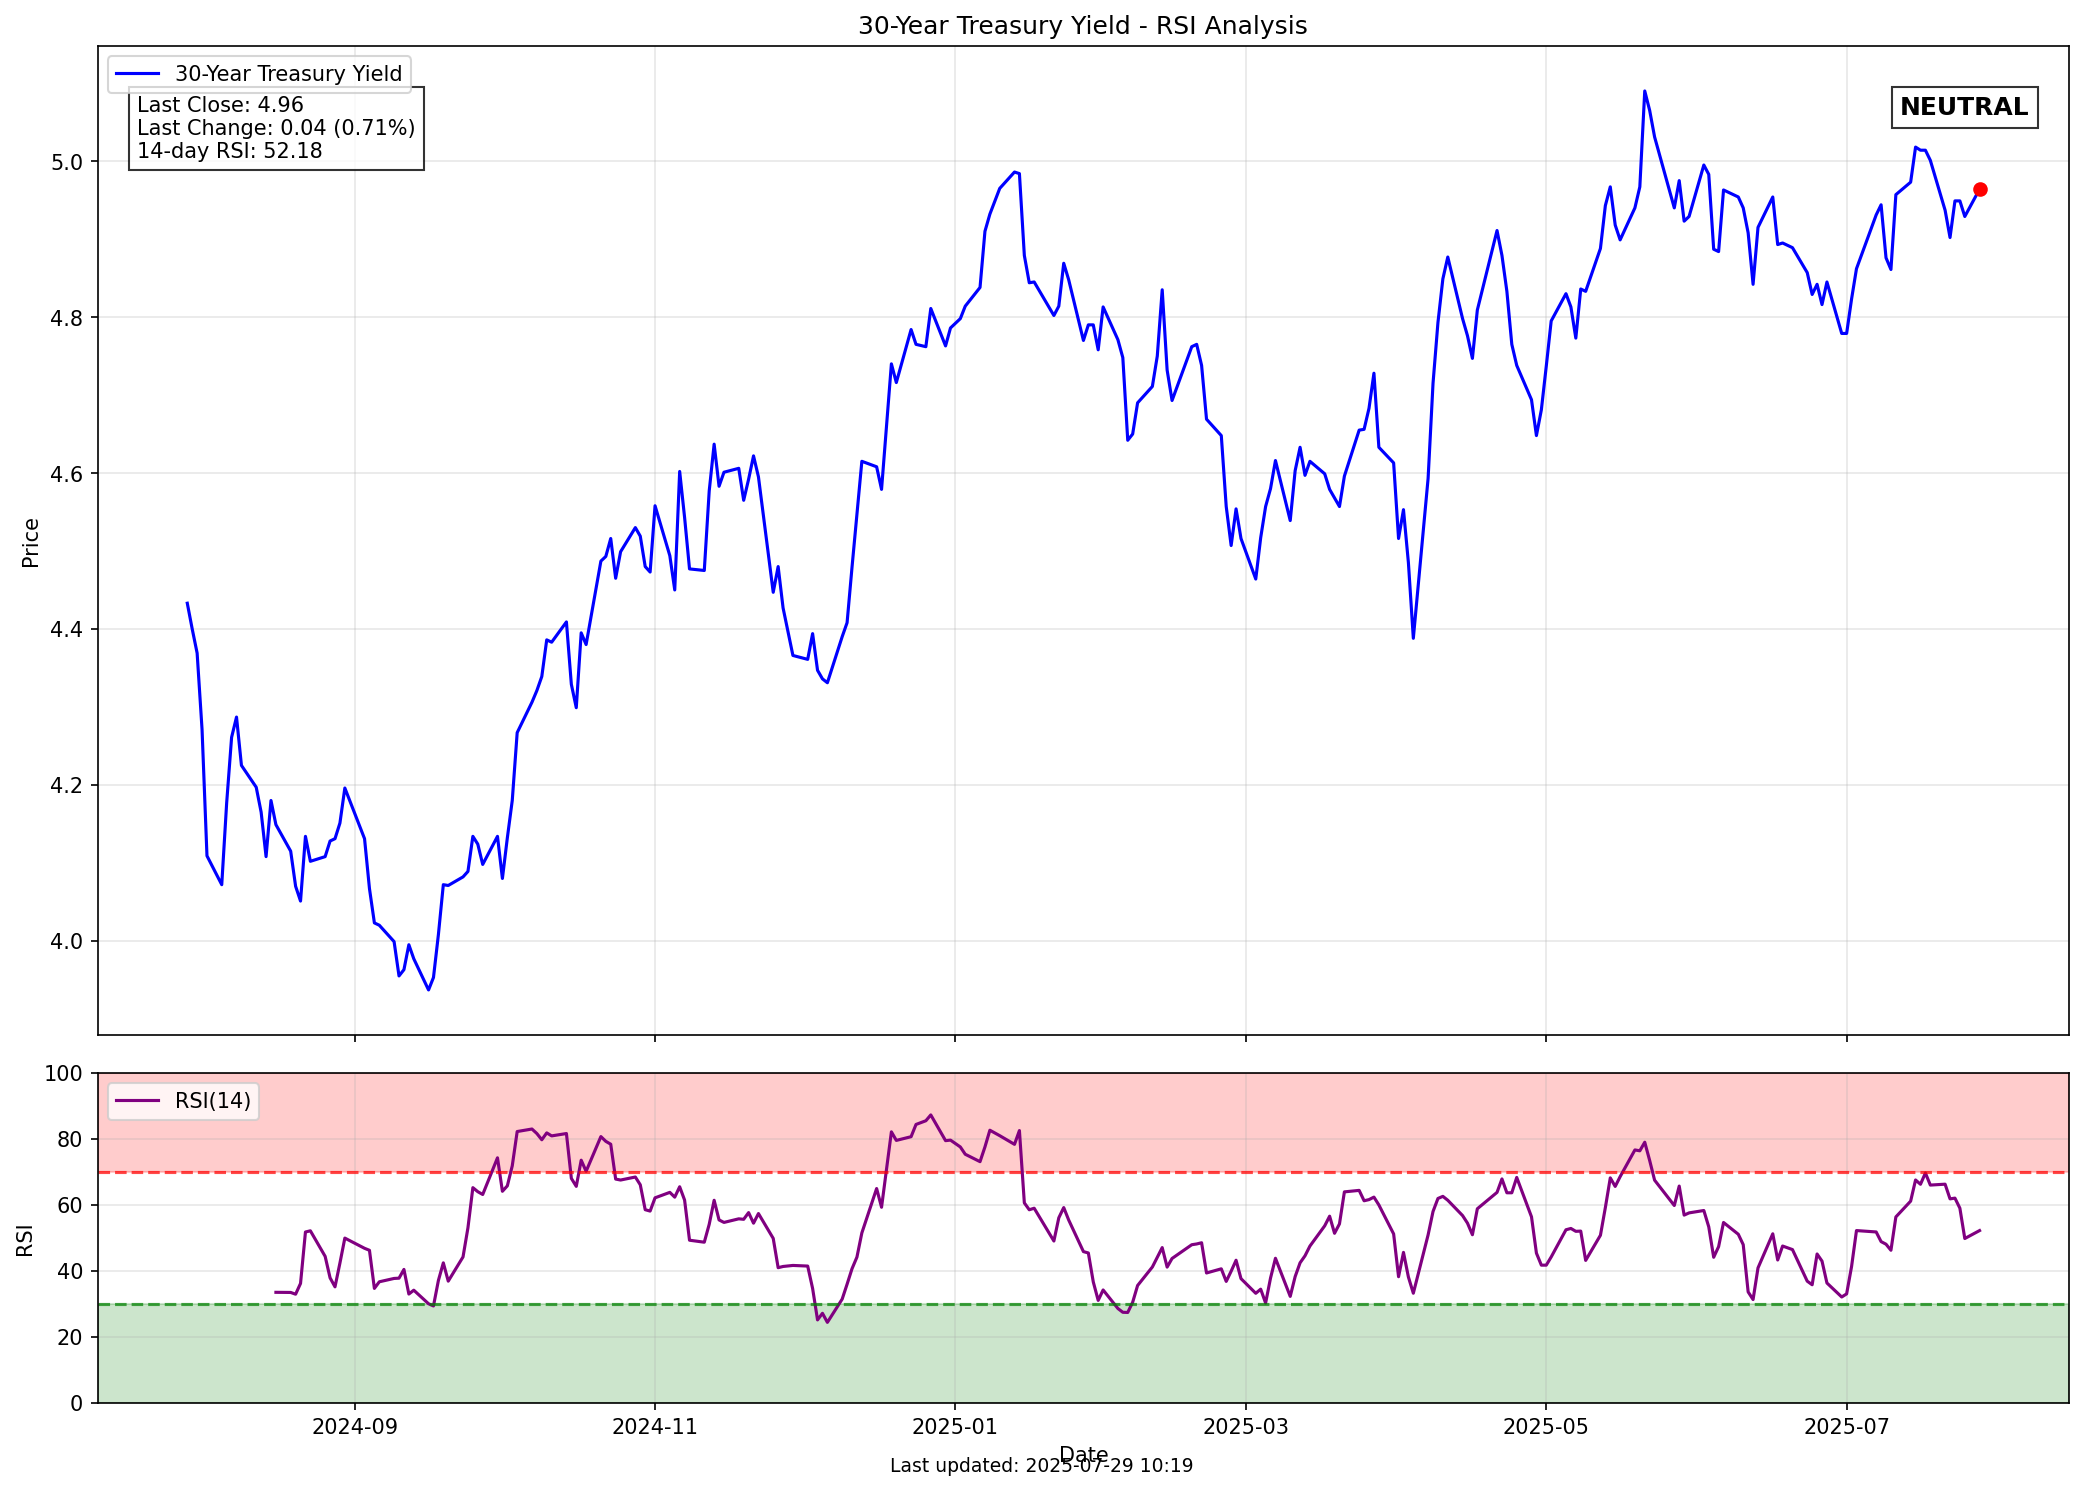 30-Year Treasury Yield - RSI Analysis
30-Year Treasury Yield
Last Close: 4.96
Last Change: 0.04 (0.71%)
14-day RSI: 52.18
NEUTRAL
5.0
4.8
4.6
4.4
4.2
4.0
Price
RSI(14)
100
80
60
40
20
0
RSI
2024-09
2024-11
2025-01
2025-03
2025-05
2025-07
Date
Last updated: 2025-07-29 10:19